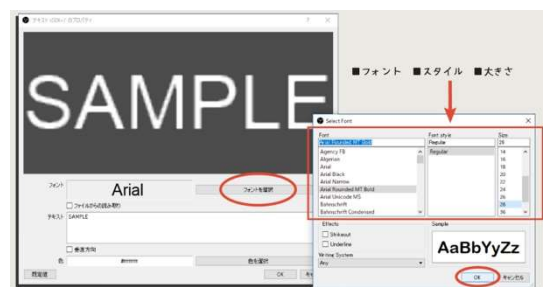 テキスト (GDI+) のプロパティ
SAMPLE
■フォント ■スタイル ■大きさ
Select Font
Font
Font style
Size
Arial Rounded MT Bold
Regular
26
Agency FB
Algerian
Arial
Arial Black
Arial Narrow
Arial Rounded MT Bold
Arial Unicode MS
Bahnschrift
Bahnschrift Condensed
Regular
14
16
18
20
22
24
26
28
36
フォント
Arial
フォントを選択
ファイルからの読み取り
テキスト
SAMPLE
垂直方向
色
#ffffff
色を選択
既定値
OK
Effects
Strikeout
Underline
Writing System
Any
Sample
AaBbYyZz
OK
キャンセル